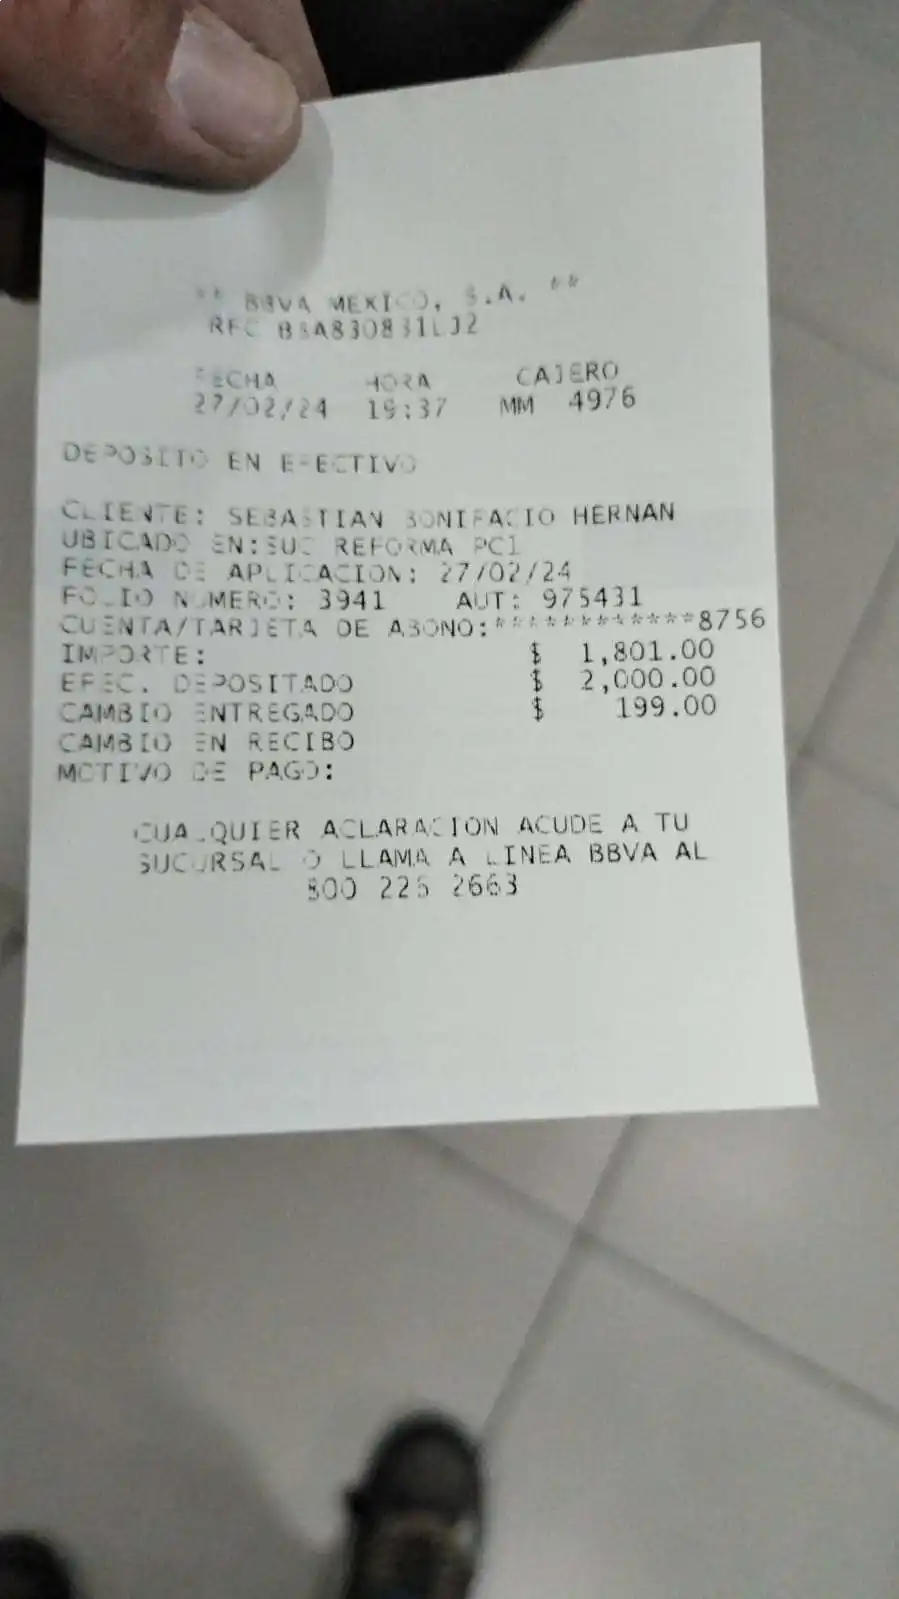 ** BBVA MEXICO, S.A. **
RFC BBA830831LJ2
FECHA HORA CAJERO
27/02/24 19:37 MM 4976
DEPOSITO EN EFECTIVO
CLIENTE: SEBASTIAN BONIFACIO HERNAN
UBICADO EN:SUC REFORMA PC1
FECHA DE APLICACION: 27/02/24
FOLIO NUMERO: 3941 AUT: 975431
CUENTA/TARJETA DE ABONO:************8756
IMPORTE: $ 1,801.00
EFEC. DEPOSITADO $ 2,000.00
CAMBIO ENTREGADO $ 199.00
CAMBIO EN RECIBO
MOTIVO DE PAGO:
CUALQUIER ACLARACION ACUDE A TU
SUCURSAL O LLAMA A LINEA BBVA AL
800 226 2663